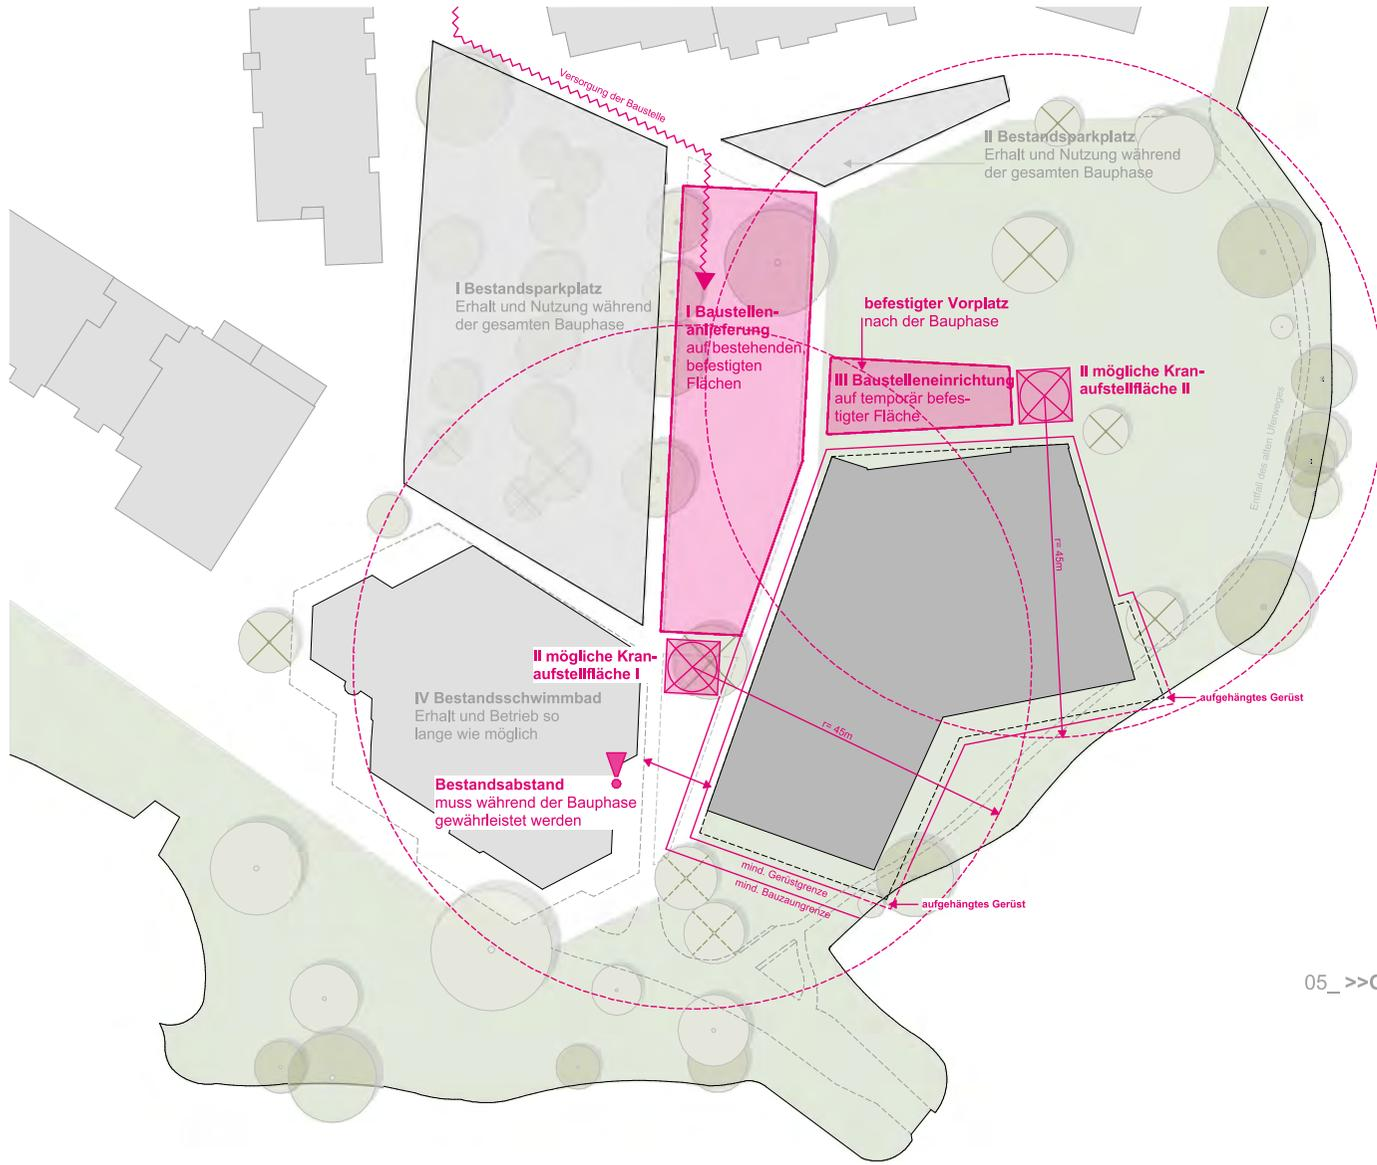 Versorgung der Baustelle
II Bestandsparkplatz
Erhalt und Nutzung während
der gesamten Bauphase
I Bestandsparkplatz
Erhalt und Nutzung während
der gesamten Bauphase
I Baustellen-
anlieferung
auf bestehenden
befestigten
Flächen
befestigter Vorplatz
nach der Bauphase
III Baustelleneinrichtung
auf temporär befes-
tigter Fläche
II mögliche Kran-
aufstellfläche II
Entfall des alten Uferweges
r= 45m
II mögliche Kran-
aufstellfläche I
IV Bestandsschwimmbad
Erhalt und Betrieb so
lange wie möglich
r= 45m
aufgehängtes Gerüst
Bestandsabstand
muss während der Bauphase
gewährleistet werden
mind. Gerüstgrenze
mind. Bauzaungrenze
aufgehängtes Gerüst
05_ >>